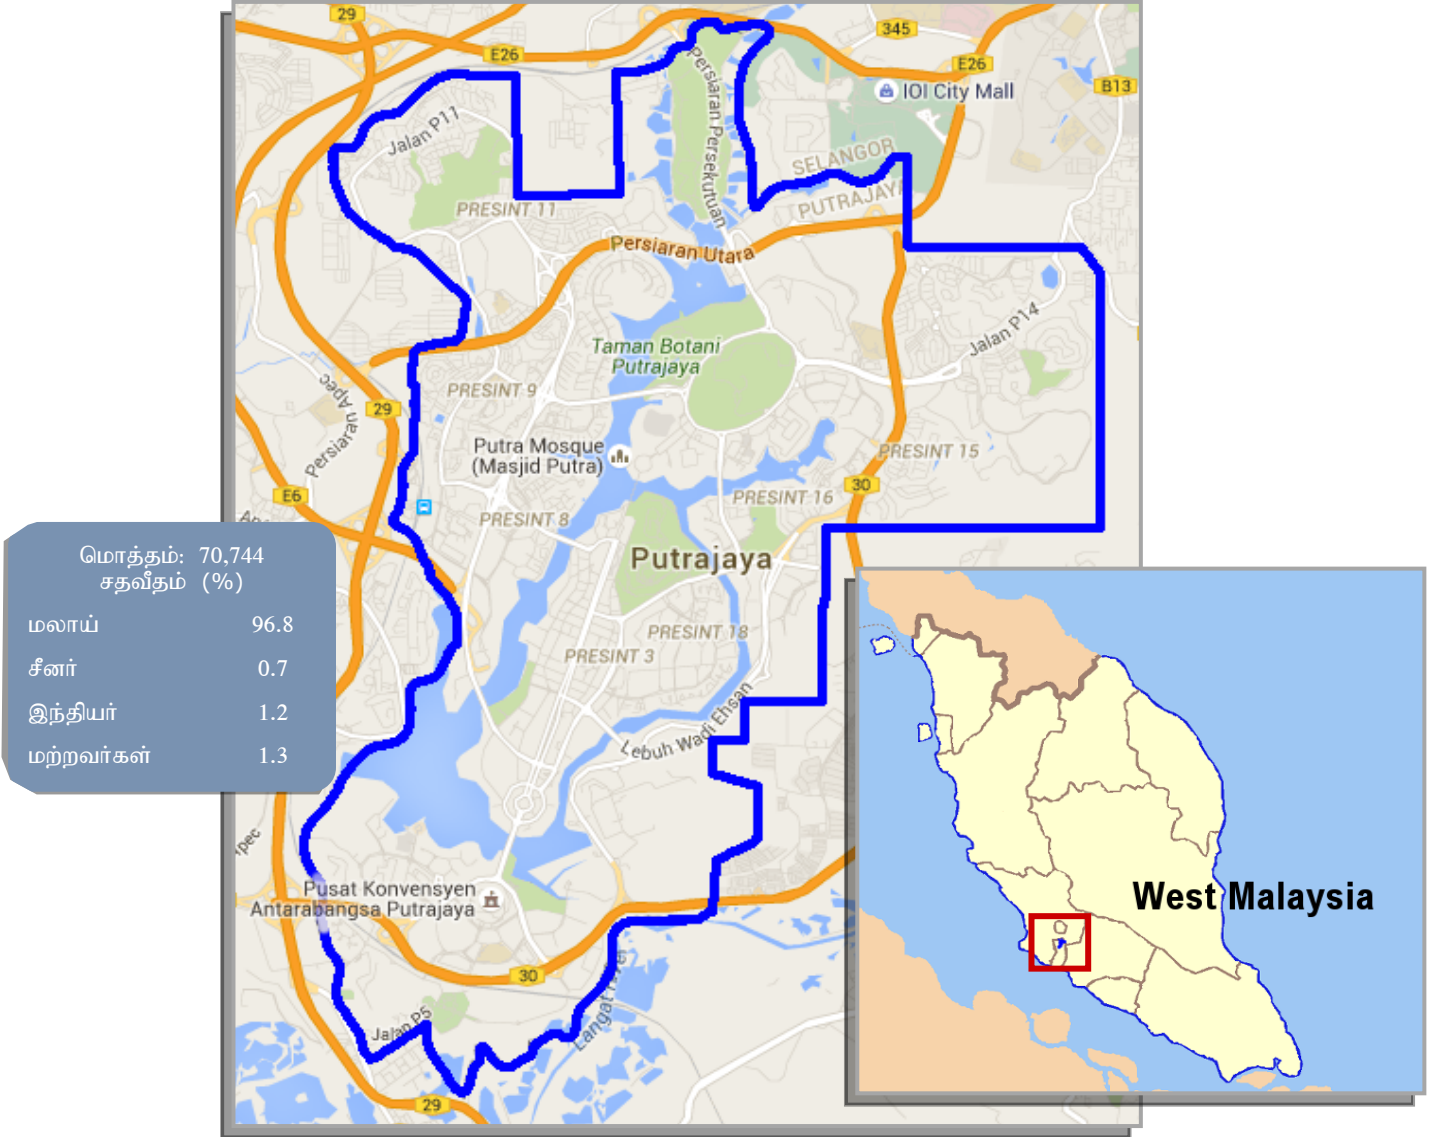 29
E26
345
E26
B13
IOI City Mall
Persiaran Persekutuan
Jalan P11
SELANGOR
PUTRAJAYA
PRESINT 11
Persiaran Utara
Jalan P14
Taman Botani
Putrajaya
PRESINT 9
Persiaran Apec
29
Putra Mosque
(Masjid Putra)
PRESINT 15
30
E6
PRESINT 16
PRESINT 8
Putrajaya
மொத்தம்: 70,744
சதவீதம் (%)
மலாய் 96.8
சீனர் 0.7
இந்தியர் 1.2
மற்றவர்கள் 1.3
PRESINT 18
PRESINT 3
Lebuh Wadi Ehsan
Pusat Konvensyen
Antarabangsa Putrajaya
West Malaysia
30
Langat River
Jalan P5
29